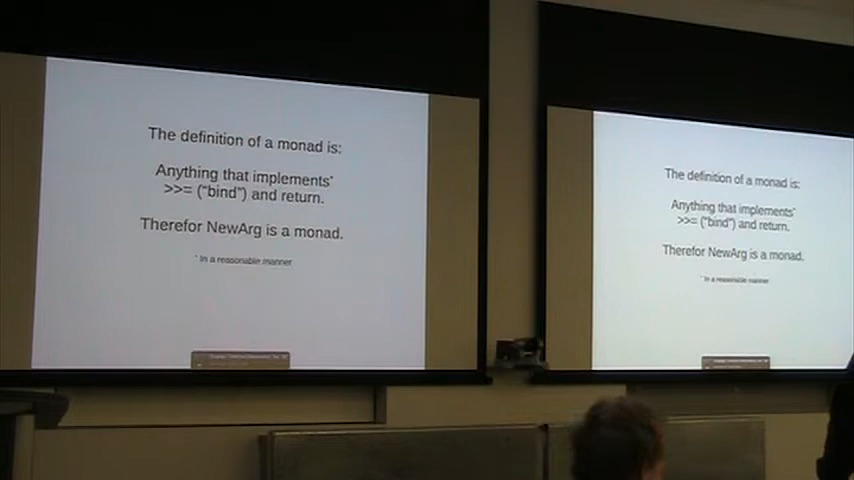 The definition of a monad is:
Anything that implements*
>>= ("bind") and return.
Therefor NewArg is a monad.
* In a reasonable manner
The definition of a monad is:
Anything that implements*
>>= ("bind") and return.
Therefor NewArg is a monad.
* In a reasonable manner